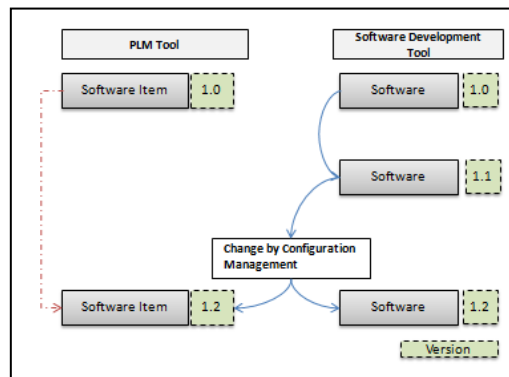 PLM Tool
Software Development
Tool
Software Item
1.0
Software
1.0
Software
1.1
Change by Configuration
Management
Software Item
1.2
Software
1.2
Version